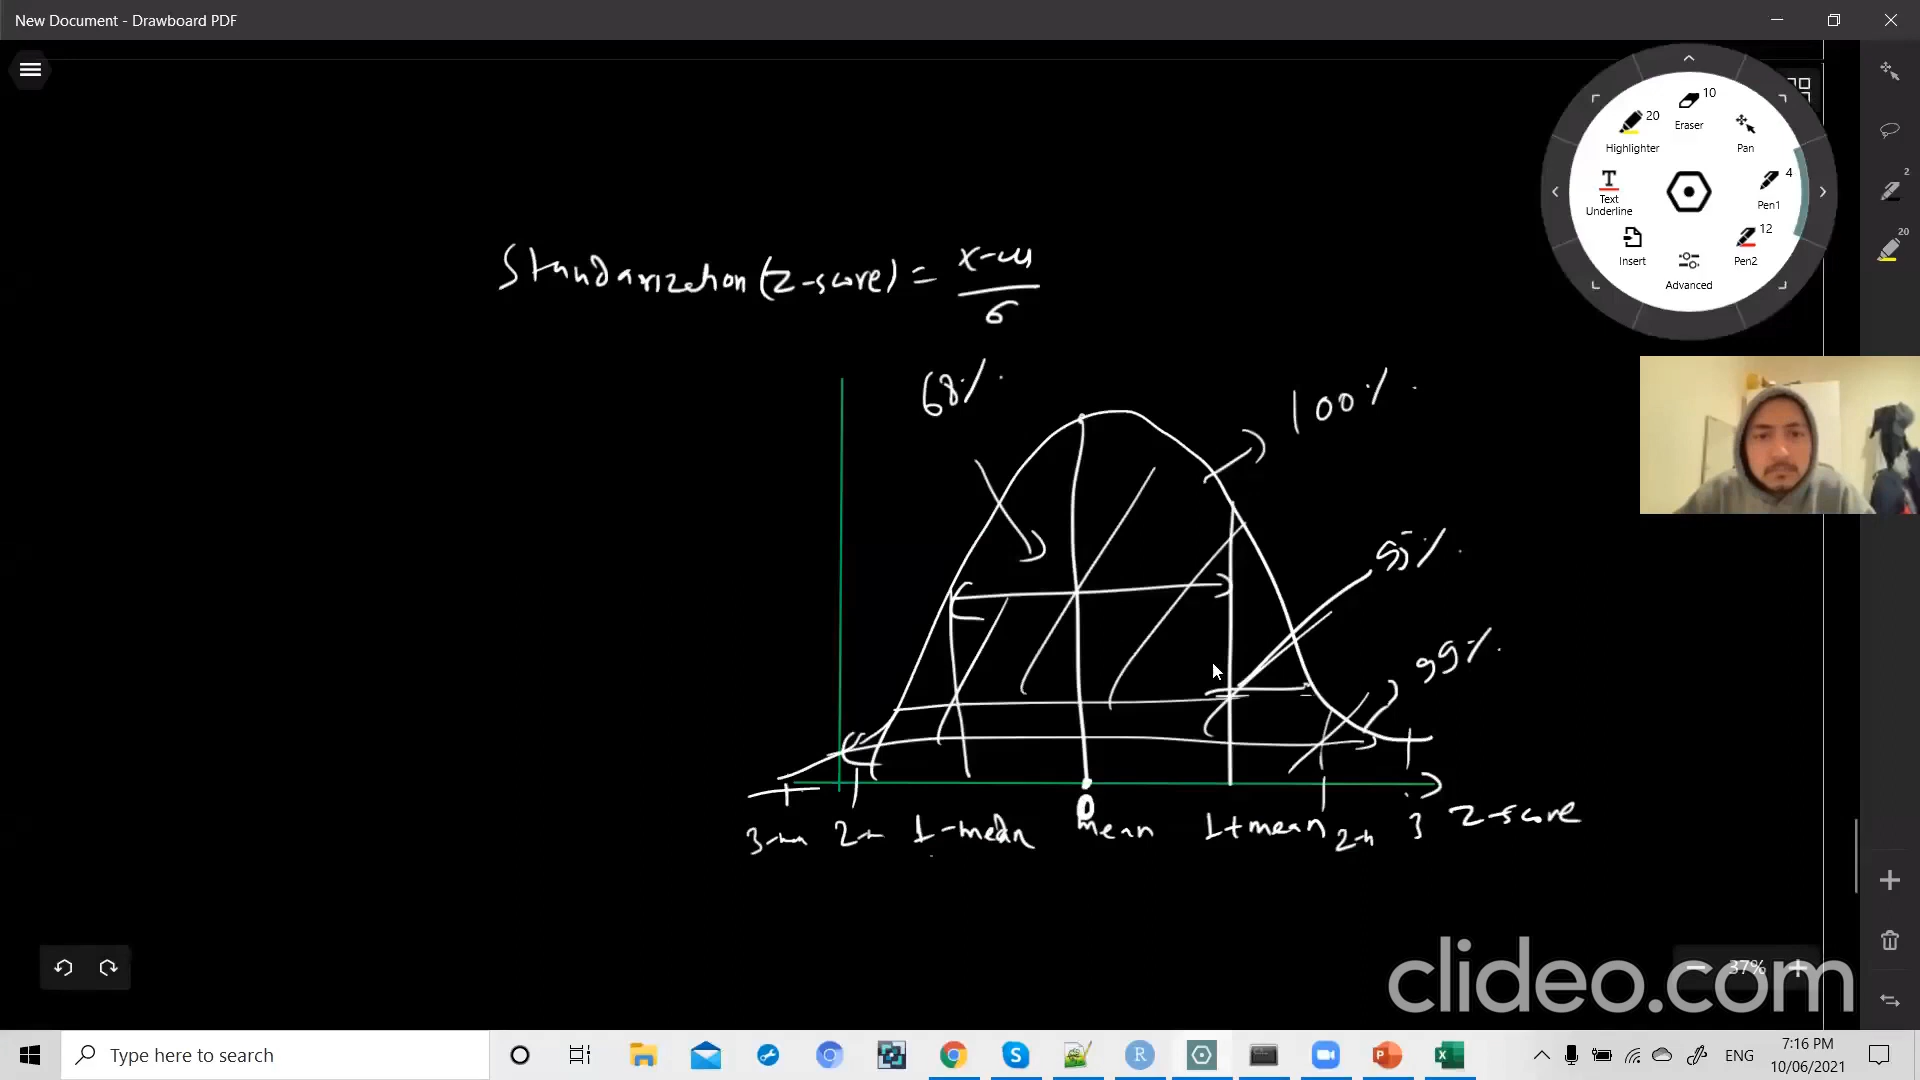 New Document - Drawboard PDF
10
Eraser
20
Highlighter
Pan
T
Text
Underline
4
Pen1
Insert
12
Pen2
Advanced
2
20
Standarization (z-score) = x-μ
σ
68%.
100%.
95%.
99%.
0
2-m 1-mean mean 1+mean 3 z-score
37%
clideo.com
Type here to search
ENG
7:16 PM
10/06/2021